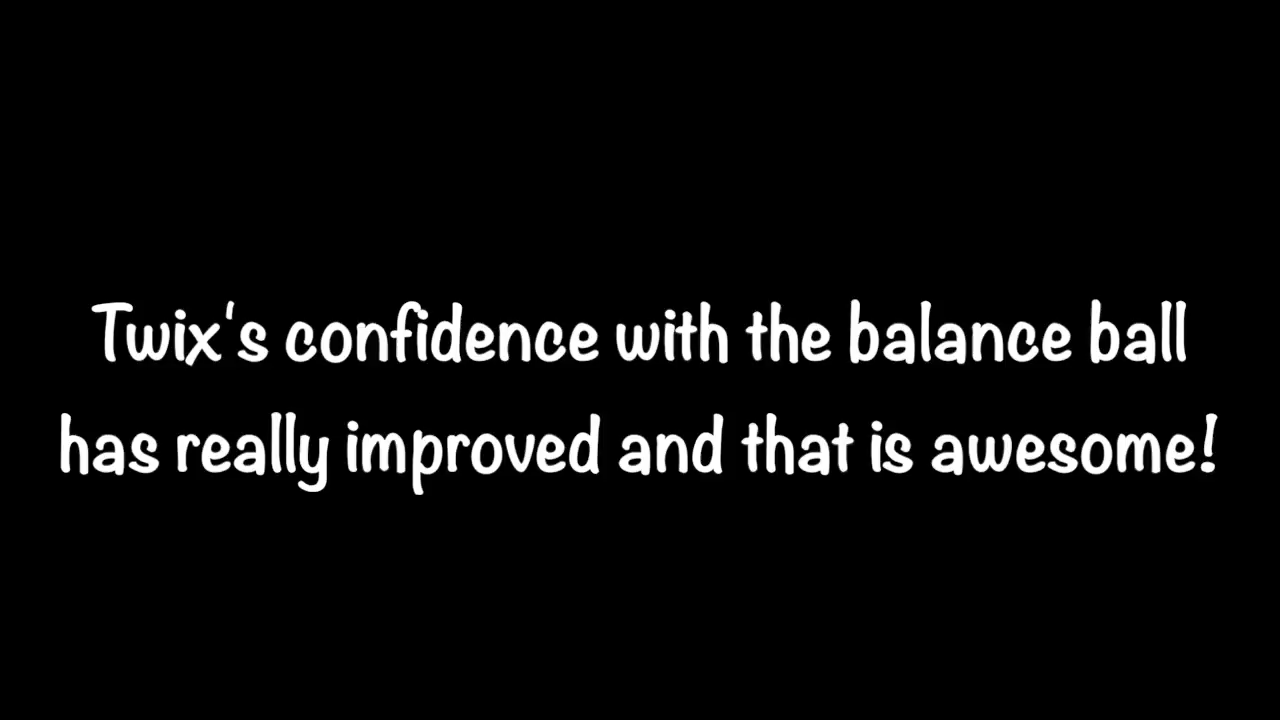 Twix's confidence with the balance ball
has really improved and that is awesome!